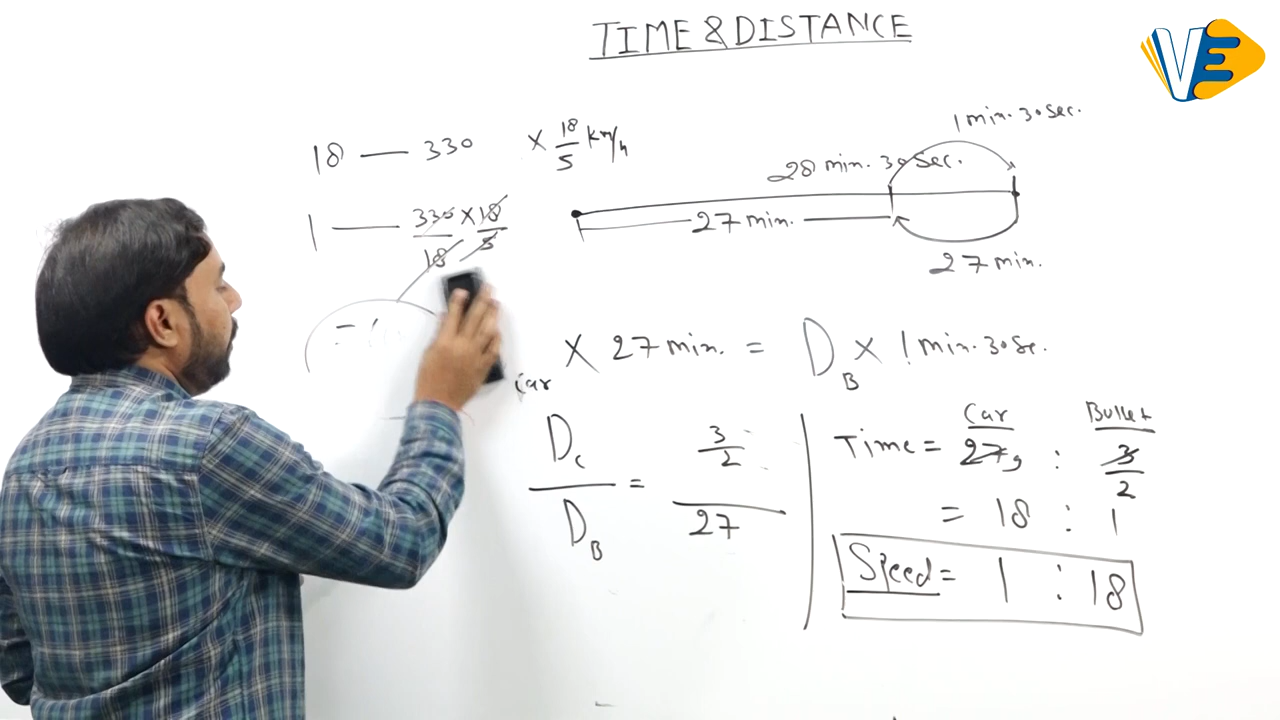 TIME & DISTANCE
VE
18 — 330 × 18/5 km/h
1 — 330/18 × 18/5
1 min. 30 sec.
28 min. 30 sec.
27 min.
27 min.
Car × 27 min. = D_B × 1 min. 30 sec.
D_C/D_B = 3/2 / 27
Car Bullet
Time = 27, 9 : 3/2
= 18 : 1
Speed = 1 : 18